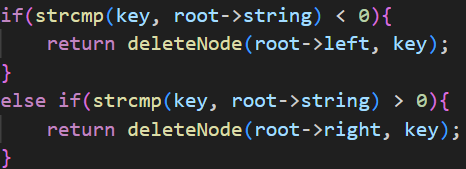 if(strcmp(key, root->string) < 0){
    return deleteNode(root->left, key);
}
else if(strcmp(key, root->string) > 0){
    return deleteNode(root->right, key);
}